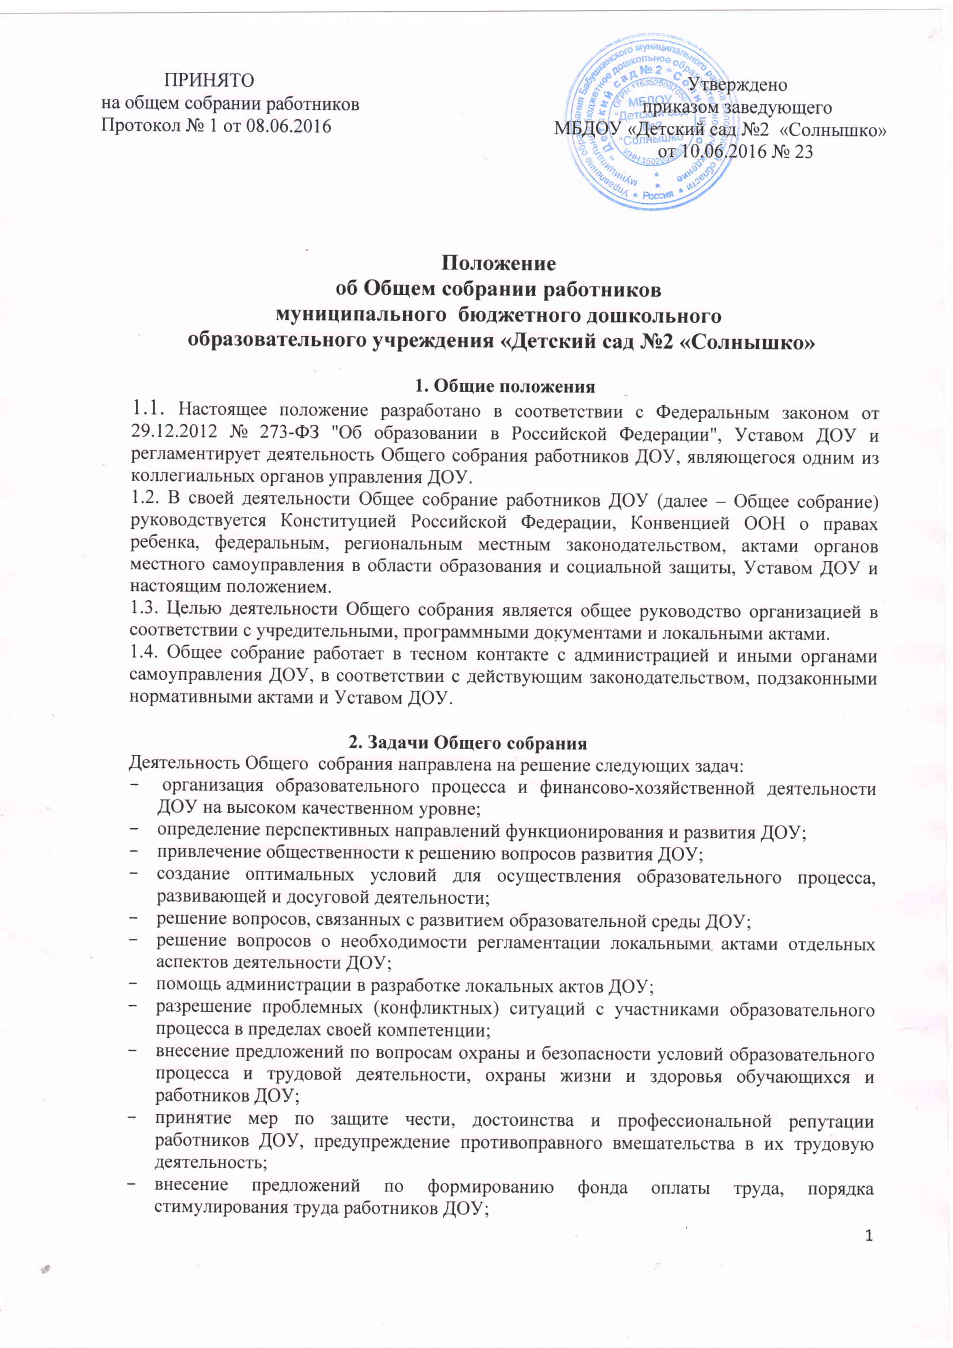 ПРИНЯТО
на общем собрании работников
Протокол № 1 от 08.06.2016
Утверждено
приказом заведующего
МБДОУ «Детский сад №2  «Солнышко»
от 10.06.2016 № 23
МБДОУ
"Детский сад
№2
"Солнышко"
* Россия *
Положение
об Общем собрании работников
муниципального  бюджетного дошкольного
образовательного учреждения «Детский сад №2 «Солнышко»
1. Общие положения
1.1. Настоящее положение разработано в соответствии с Федеральным законом от
29.12.2012 № 273-ФЗ "Об образовании в Российской Федерации", Уставом ДОУ и
регламентирует деятельность Общего собрания работников ДОУ, являющегося одним из
коллегиальных органов управления ДОУ.
1.2. В своей деятельности Общее собрание работников ДОУ (далее – Общее собрание)
руководствуется Конституцией Российской Федерации, Конвенцией ООН о правах
ребенка, федеральным, региональным местным законодательством, актами органов
местного самоуправления в области образования и социальной защиты, Уставом ДОУ и
настоящим положением.
1.3. Целью деятельности Общего собрания является общее руководство организацией в
соответствии с учредительными, программными документами и локальными актами.
1.4. Общее собрание работает в тесном контакте с администрацией и иными органами
самоуправления ДОУ, в соответствии с действующим законодательством, подзаконными
нормативными актами и Уставом ДОУ.
2. Задачи Общего собрания
Деятельность Общего  собрания направлена на решение следующих задач:
− организация образовательного процесса и финансово-хозяйственной деятельности
ДОУ на высоком качественном уровне;
− определение перспективных направлений функционирования и развития ДОУ;
− привлечение общественности к решению вопросов развития ДОУ;
− создание оптимальных условий для осуществления образовательного процесса,
развивающей и досуговой деятельности;
− решение вопросов, связанных с развитием образовательной среды ДОУ;
− решение вопросов о необходимости регламентации локальными актами отдельных
аспектов деятельности ДОУ;
− помощь администрации в разработке локальных актов ДОУ;
− разрешение проблемных (конфликтных) ситуаций с участниками образовательного
процесса в пределах своей компетенции;
− внесение предложений по вопросам охраны и безопасности условий образовательного
процесса и трудовой деятельности, охраны жизни и здоровья обучающихся и
работников ДОУ;
− принятие мер по защите чести, достоинства и профессиональной репутации
работников ДОУ, предупреждение противоправного вмешательства в их трудовую
деятельность;
− внесение предложений по формированию фонда оплаты труда, порядка
стимулирования труда работников ДОУ;
1